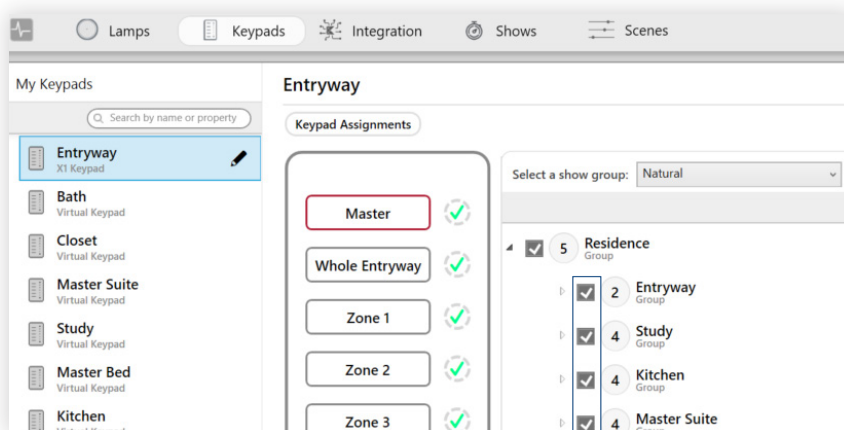 Lamps
Keypads
Integration
Shows
Scenes
My Keypads
Search by name or property
Entryway
X1 Keypad
Bath
Virtual Keypad
Closet
Virtual Keypad
Master Suite
Virtual Keypad
Study
Virtual Keypad
Master Bed
Virtual Keypad
Kitchen
Virtual Keypad
Entryway
Keypad Assignments
Master
Whole Entryway
Zone 1
Zone 2
Zone 3
Select a show group: Natural
5 Residence
Group
2 Entryway
Group
4 Study
Group
4 Kitchen
Group
4 Master Suite
Group